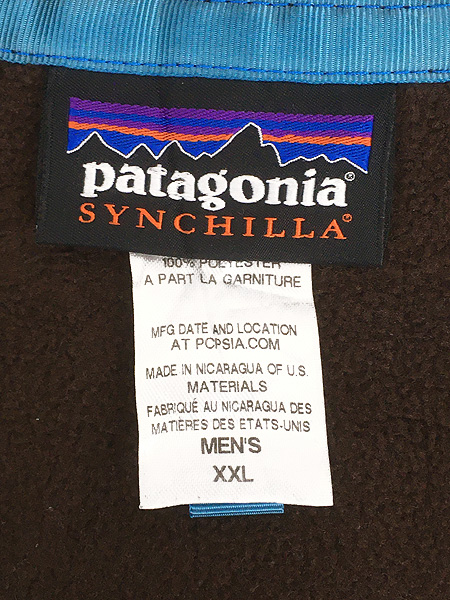 patagonia®
SYNCHILLA®
100% POLYESTER
A PART LA GARNITURE
MFG DATE AND LOCATION
AT PCPSIA.COM
MADE IN NICARAGUA OF U.S.
MATERIALS
FABRIQUÉ AU NICARAGUA DES
MATIÈRES DES ETATS-UNIS
MEN'S
XXL